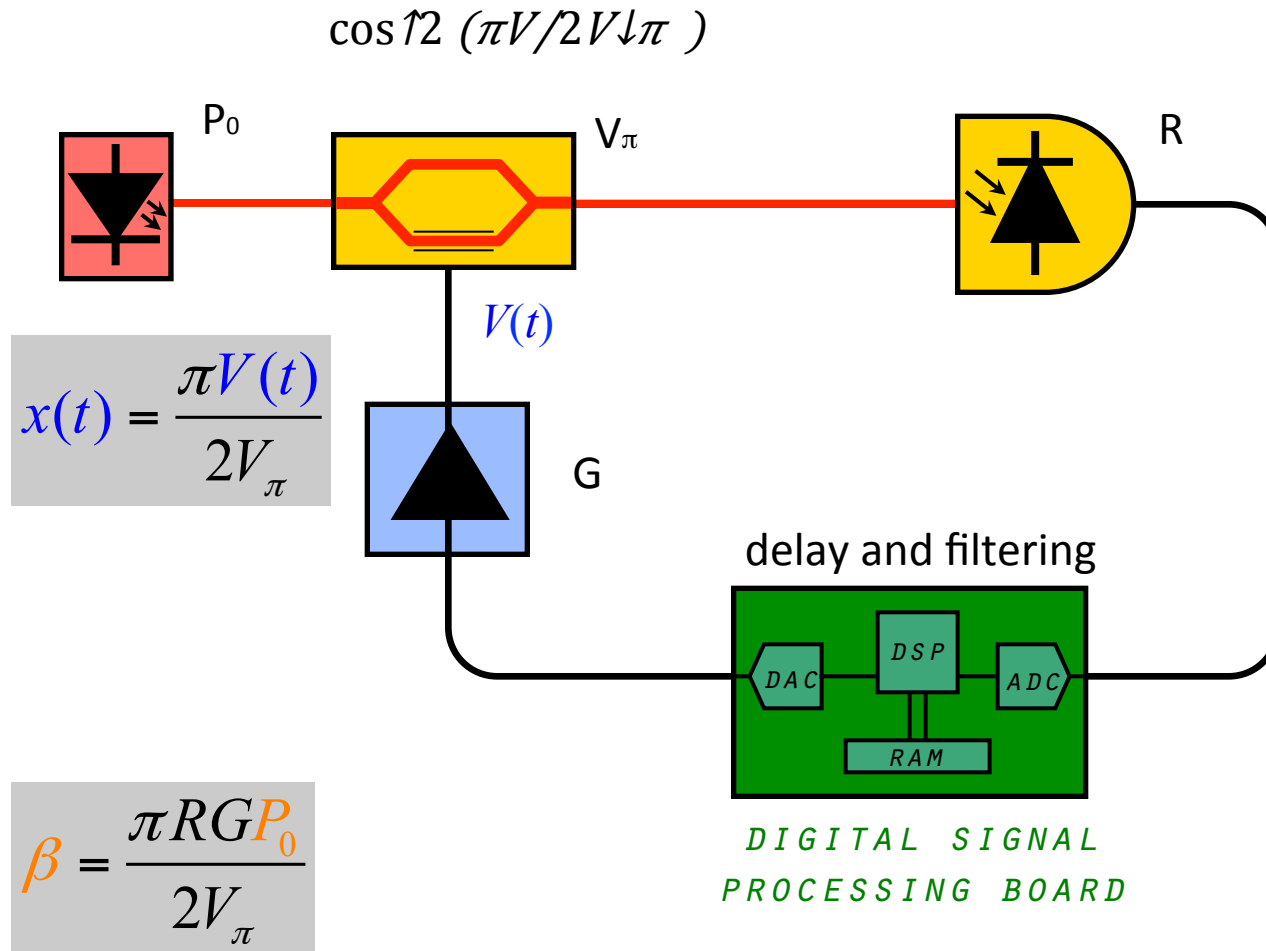 cos↑2 (πV/2V↓π )
P₀
Vπ
R
V(t)
x(t) = πV(t) / 2Vπ
G
delay and filtering
DAC
DSP
ADC
RAM
β = πRGP₀ / 2Vπ
DIGITAL SIGNAL
PROCESSING BOARD